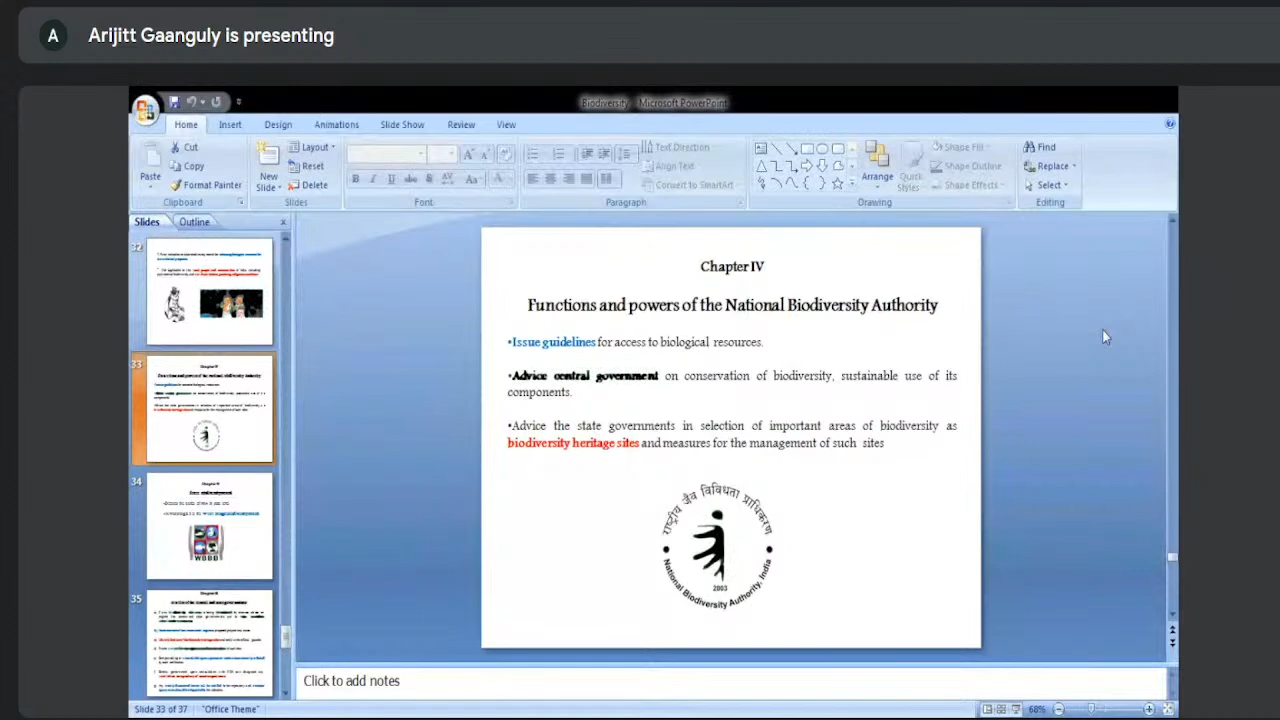 A Arijitt Gaanguly is presenting
Biodiversity - Microsoft PowerPoint
Home Insert Design Animations Slide Show Review View
Paste
Cut
Copy
Format Painter
Clipboard
New
Slide
Layout
Reset
Delete
Slides
Font
Text Direction
Align Text
Convert to SmartArt
Paragraph
Arrange
Quick
Styles
Shape Fill
Shape Outline
Shape Effects
Drawing
Find
Replace
Select
Editing
Slides Outline
32
33
34
WBBB
35
Chapter IV
Functions and powers of the National Biodiversity Authority
•Issue guidelines for access to biological resources.
•Advice central government on conservation of biodiversity, sustainable use of its
components.
•Advice the state governments in selection of important areas of biodiversity as
biodiversity heritage sites and measures for the management of such sites
राष्ट्रीय जैव विविधता प्राधिकरण
2003
National Biodiversity Authority, India
Click to add notes
Slide 33 of 37 "Office Theme" 68%